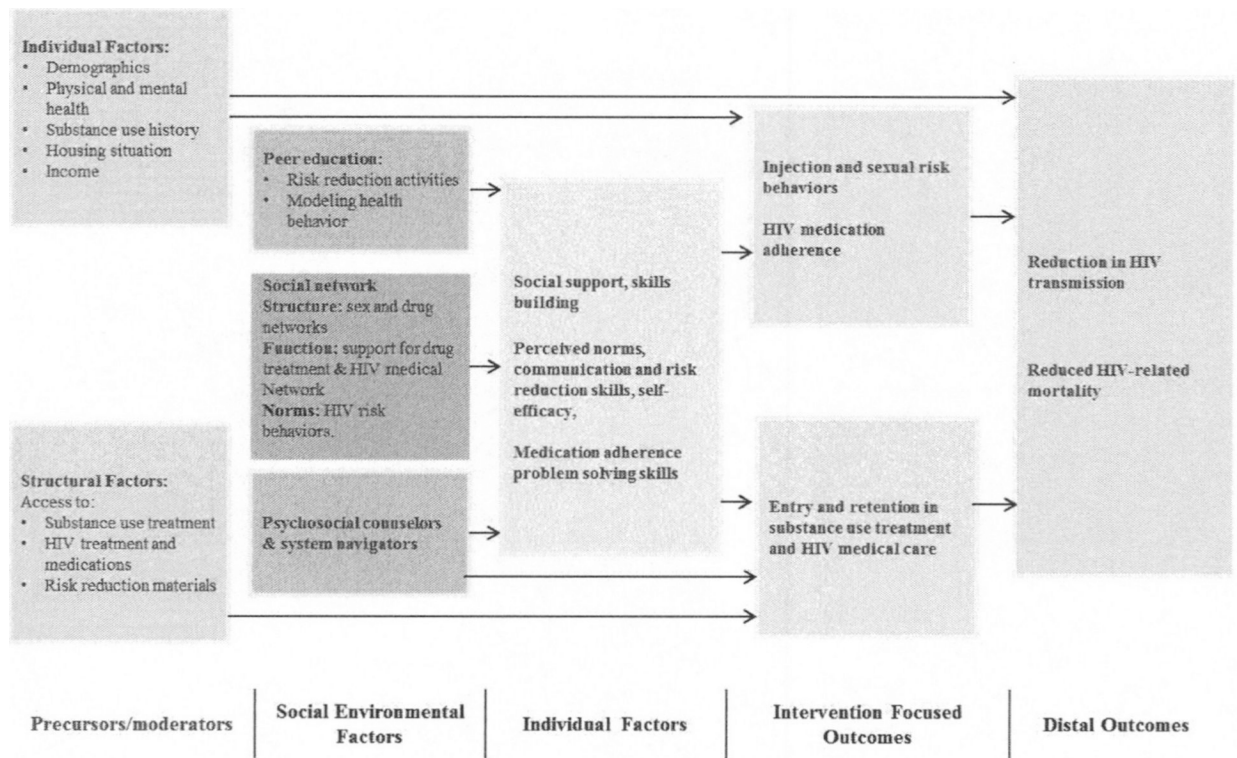 Individual Factors:
• Demographics
• Physical and mental
health
• Substance use history
• Housing situation
• Income
Structural Factors:
Access to:
• Substance use treatment
• HIV treatment and
medications
• Risk reduction materials
Peer education:
• Risk reduction activities
• Modeling health
behavior
Social network
Structure: sex and drug
networks
Function: support for drug
treatment & HIV medical
Network
Norms: HIV risk
behaviors.
Psychosocial counselors
& system navigators
Social support, skills
building
Perceived norms,
communication and risk
reduction skills, self-
efficacy,
Medication adherence
problem solving skills
Injection and sexual risk
behaviors
HIV medication
adherence
Entry and retention in
substance use treatment
and HIV medical care
Reduction in HIV
transmission
Reduced HIV-related
mortality
Precursors/moderators
Social Environmental
Factors
Individual Factors
Intervention Focused
Outcomes
Distal Outcomes